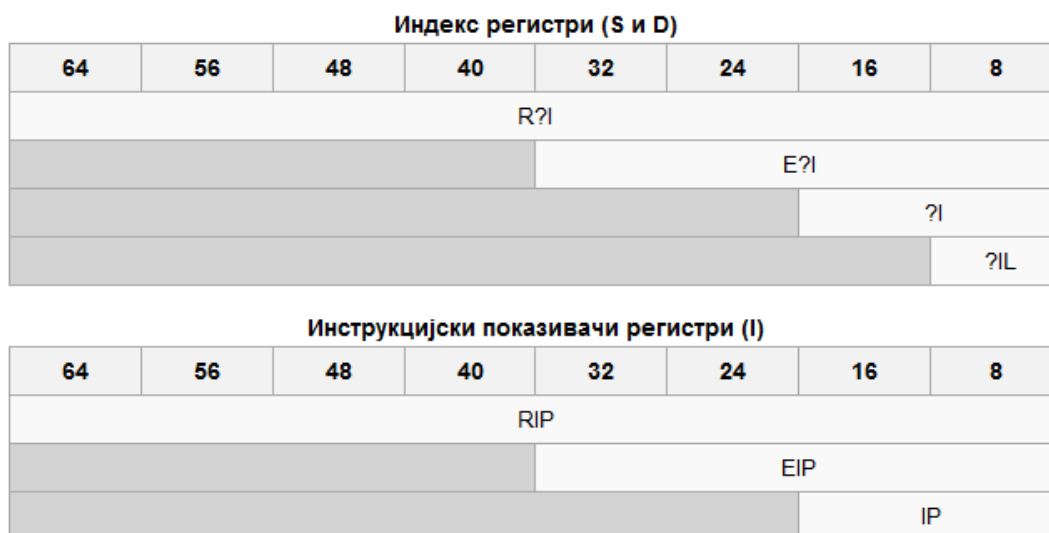 Индекс регистри (S и D)
64 56 48 40 32 24 16 8
R?I
E?I
?I
?IL
Инструкцијски показивачи регистри (I)
64 56 48 40 32 24 16 8
RIP
EIP
IP